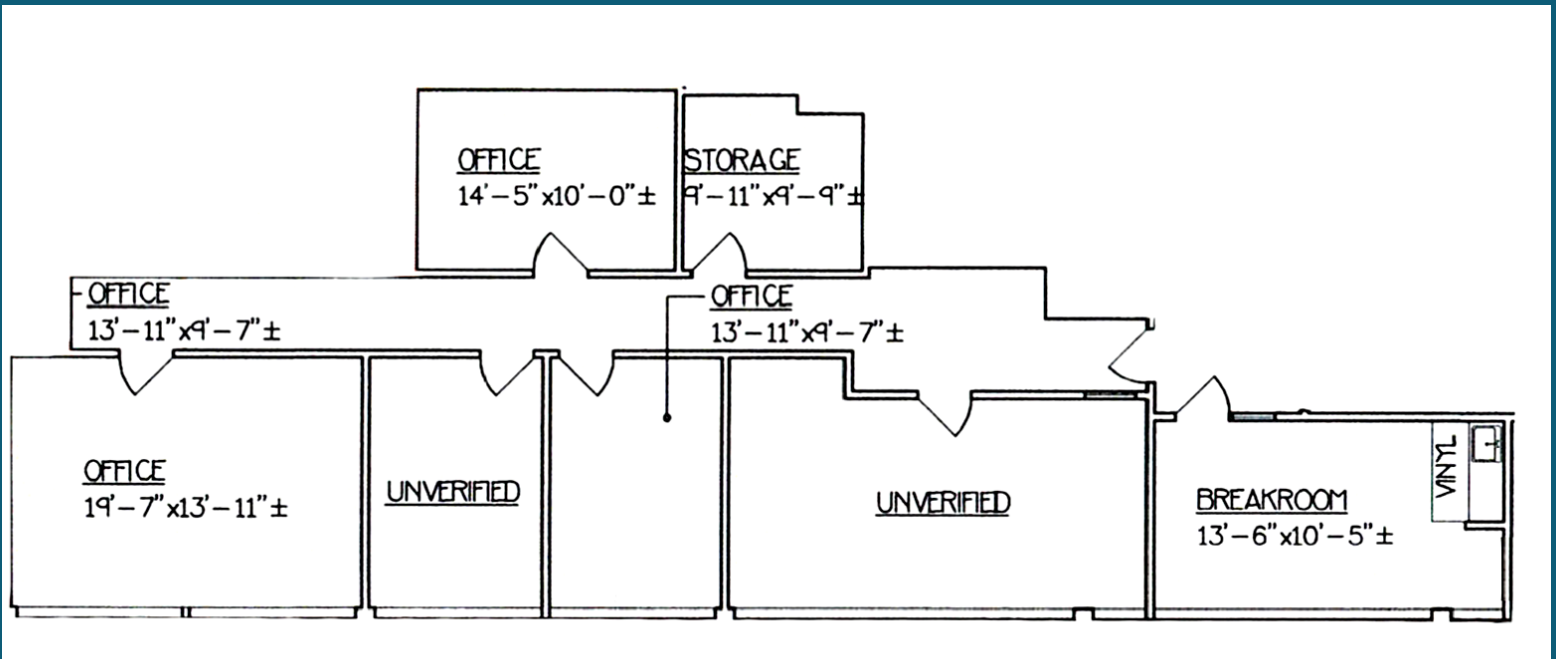 OFFICE
14'-5"x10'-0"±
STORAGE
9'-11"x9'-9"±
OFFICE
13'-11"x9'-7"±
OFFICE
13'-11"x9'-7"±
OFFICE
19'-7"x13'-11"±
UNVERIFIED
UNVERIFIED
BREAKROOM
13'-6"x10'-5"±
VINYL